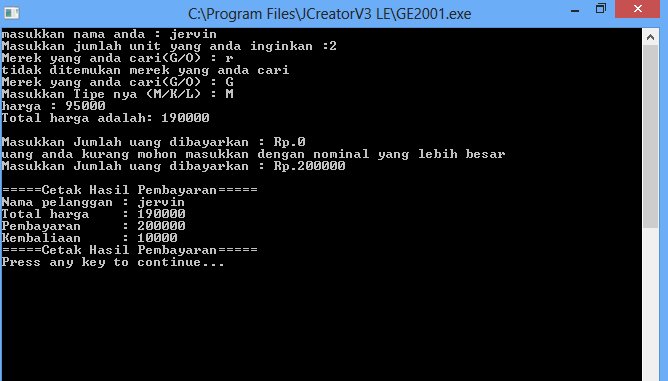 C:\Program Files\JCreatorV3 LE\GE2001.exe
masukkan nama anda : jervin
Masukkan jumlah unit yang anda inginkan :2
Merek yang anda cari(G/O) : r
tidak ditemukan merek yang anda cari
Merek yang anda cari(G/O) : G
Masukkan Tipe nya (M/K/L) : M
harga : 95000
Total harga adalah: 190000
Masukkan Jumlah uang dibayarkan : Rp.0
uang anda kurang mohon masukkan dengan nominal yang lebih besar
Masukkan Jumlah uang dibayarkan : Rp.200000
=====Cetak Hasil Pembayaran=====
Nama pelanggan : jervin
Total harga    : 190000
Pembayaran     : 200000
Kembaliaan     : 10000
=====Cetak Hasil Pembayaran=====
Press any key to continue...